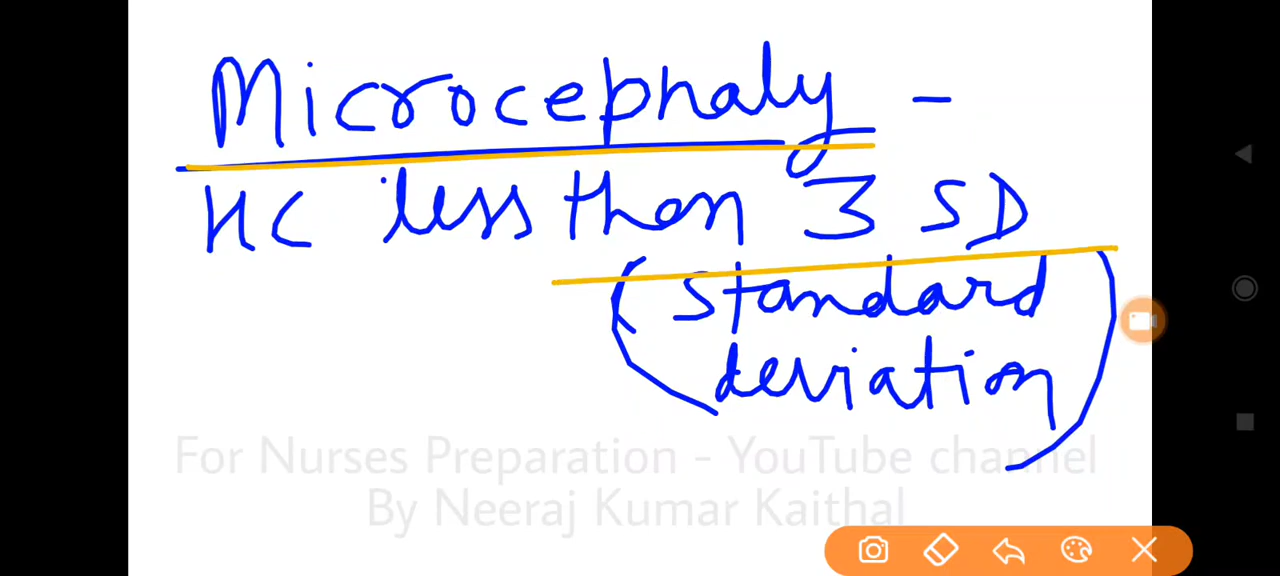 Microcephaly -
HC less than 3 SD
(standard
deviation)
For Nurses Preparation - YouTube channel
By Neeraj Kumar Kaithal